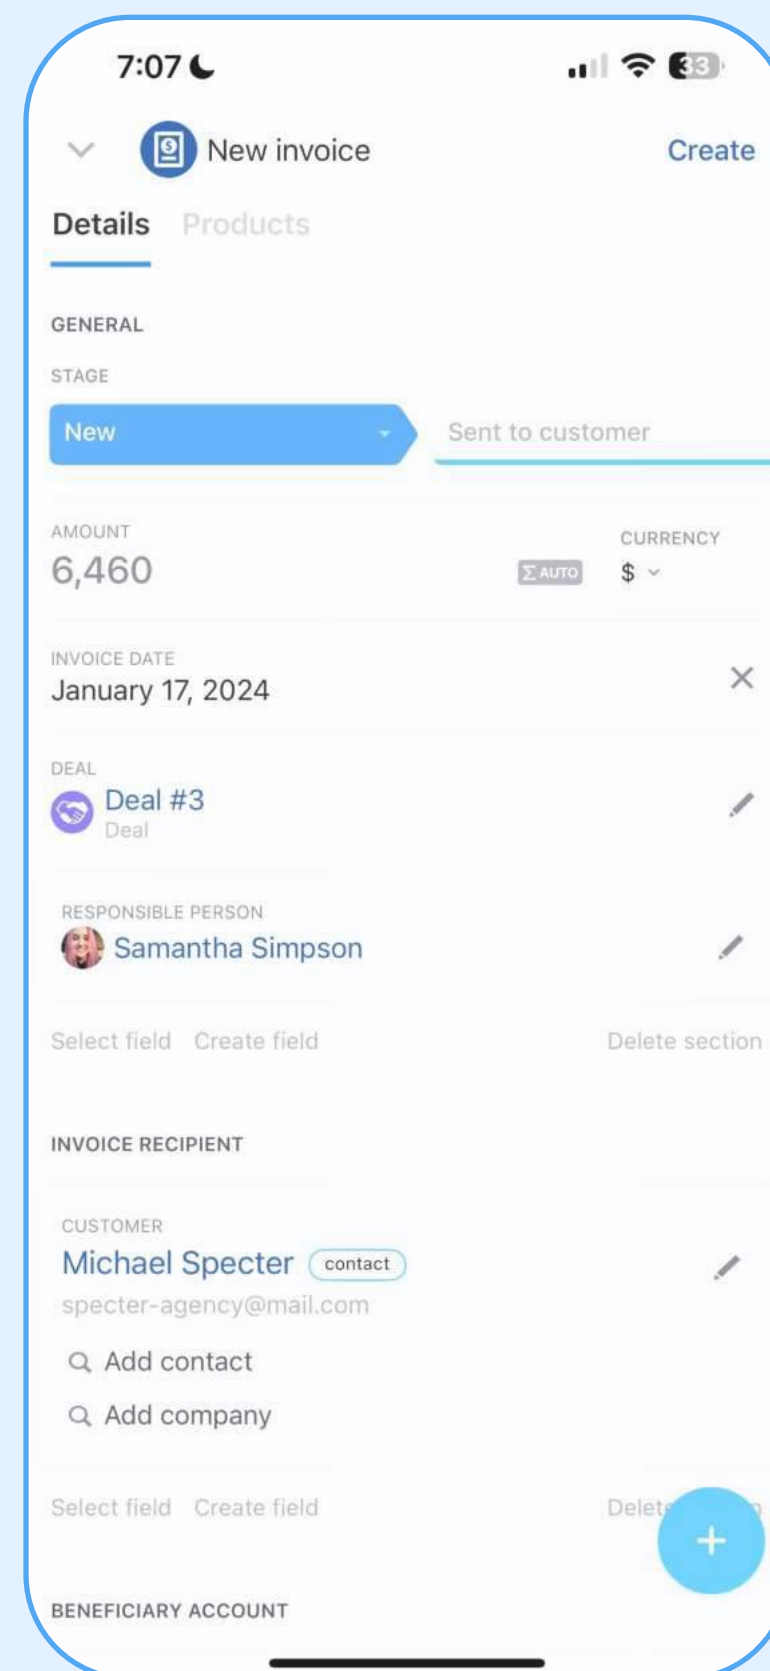 7:07
33
New invoice
Create
Details Products
GENERAL
STAGE
New
Sent to customer
AMOUNT
6,460
Σ AUTO
CURRENCY
$
INVOICE DATE
January 17, 2024
DEAL
Deal #3
Deal
RESPONSIBLE PERSON
Samantha Simpson
Select field Create field Delete section
INVOICE RECIPIENT
CUSTOMER
Michael Specter contact
specter-agency@mail.com
Add contact
Add company
Select field Create field
BENEFICIARY ACCOUNT